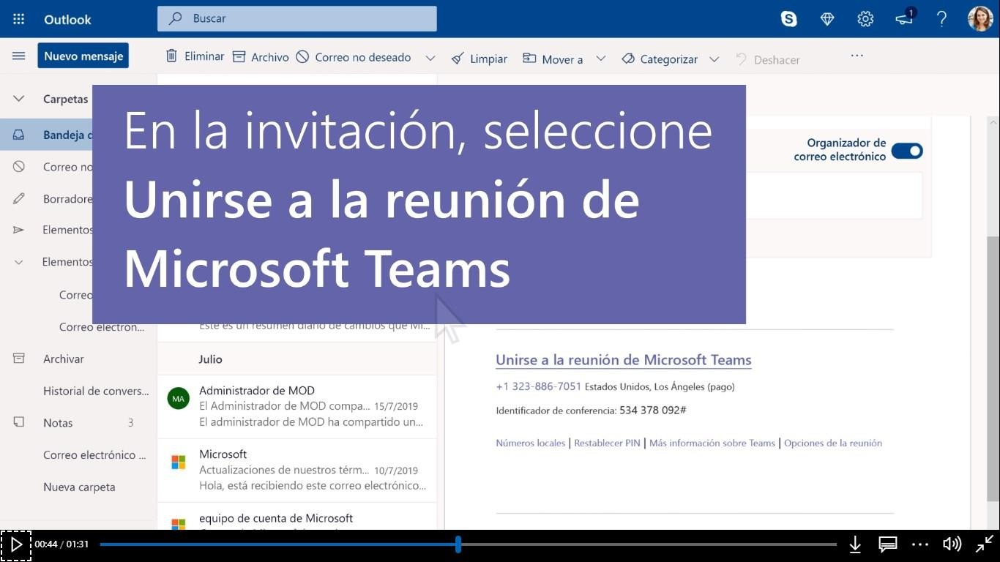 Outlook
Buscar
1
Nuevo mensaje
Eliminar
Archivo
Correo no deseado
Limpiar
Mover a
Categorizar
Deshacer
...
Carpetas
Bandeja
Correo no
Borradore
Elementos
Elementos
Correo
Correo electrón...
Archivar
Historial de convers...
Notas 3
Correo electrónico ...
Nueva carpeta
En la invitación, seleccione
Unirse a la reunión de
Microsoft Teams
Organizador de
correo electrónico
Este es un resumen diario de cambios que Mi...
Julio
MA
Administrador de MOD
El Administrador de MOD compa... 15/7/2019
El administrador de MOD ha compartido un...
Microsoft
Actualizaciones de nuestros térm... 10/7/2019
Hola, está recibiendo este correo electrónico...
equipo de cuenta de Microsoft
Unirse a la reunión de Microsoft Teams
+1 323-886-7051 Estados Unidos, Los Ángeles (pago)
Identificador de conferencia: 534 378 092#
Números locales | Restablecer PIN | Más información sobre Teams | Opciones de la reunión
00:44 / 01:31